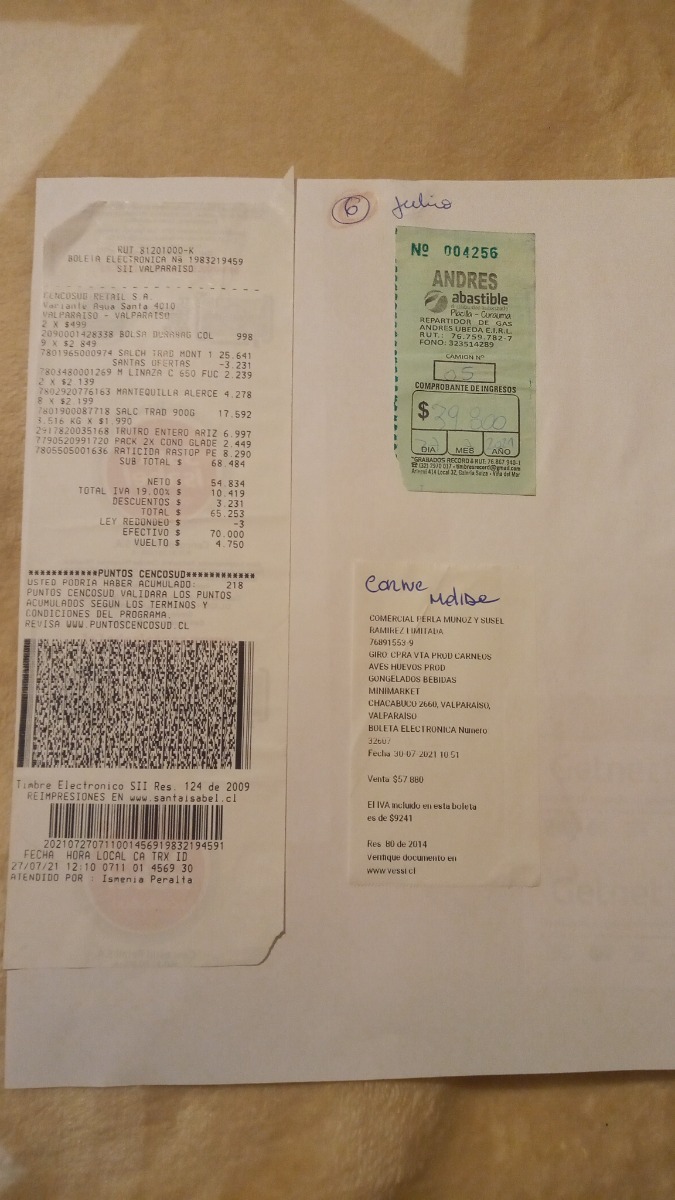 RUT 81201000-K
BOLETA ELECTRONICA Na 1983219459
SII VALPARAISO
CENCOSUD RETAIL S A.
Variante Agua Santa 4010
VALPARAISO - VALPARAISO
2 X $499
2090001428338 BOLSA COL 998
9 X $2 849
7801965000974 SALCH TRAD MONT 1 25.641
SANTAS OFERTAS -3.231
7803480001269 M LINAZA C 650 FUC 2.239
2 X $2 139
7802920776163 MANTEQUILLA ALERCE 4.278
8 X $2 199
7801900087718 SALC TRAD 900G 17.592
3.516 KG X $1.990
2917820035168 TRUTRO ENTERO ARIZ 6.997
7790520991720 PACK 2X COND GLADE 2.449
7805505001636 RATICIDA RASTOP PE 8.290
SUB TOTAL $ 68.484
NETO $ 54.834
TOTAL IVA 19.00% $ 10.419
DESCUENTOS $ 3.231
TOTAL $ 65.253
LEY REDONDEO $ -3
EFECTIVO $ 70.000
VUELTO $ 4.750
***********PUNTOS CENCOSUD************
USTED PODRIA HABER ACUMULADO: 218
PUNTOS CENCOSUD VALIDARA LOS PUNTOS
ACUMULADOS SEGUN LOS TERMINOS Y
CONDICIONES DEL PROGRAMA.
REVISA WWW.PUNTOSCENCOSUD.CL
Timbre Electronico SII Res. 124 de 2009
REIMPRESIONES EN www.santaisabel.cl
202107270711001456919832194591
FECHA HORA LOCAL CA TRX ID
27/07/21 12:10 0711 01 4569 30
ATENDIDO POR : Ismenia Peralta
6 Julio
Nº 004256
ANDRES
abastible
Placilla - Curauma
REPARTIDOR DE GAS
ANDRES UBEDA E.I.R.L.
RUT.: 76.759.782-7
FONO: 323514289
CAMION Nº
05
COMPROBANTE DE INGRESOS
$ 29.800
DIA MES AÑO
Carne
COMERCIAL PERLA MUNOZ Y SUSEL
RAMIREZ LIMITADA
76891553-9
GIRO CPRA VTA PROD CARNEOS
AVES HUEVOS PROD
GONGELADOS BEBIDAS
MINIMARKET
CHACABUCO 2660, VALPARAÍSO,
VALPARAÍSO
BOLETA ELECTRONICA Numero
32607
Fecha 30-07-2021 10 51
Venta $57 880
El IVA incluido en esta boleta
es de $9241
Res 80 de 2014
Verifique documento en
www.vessi.cl